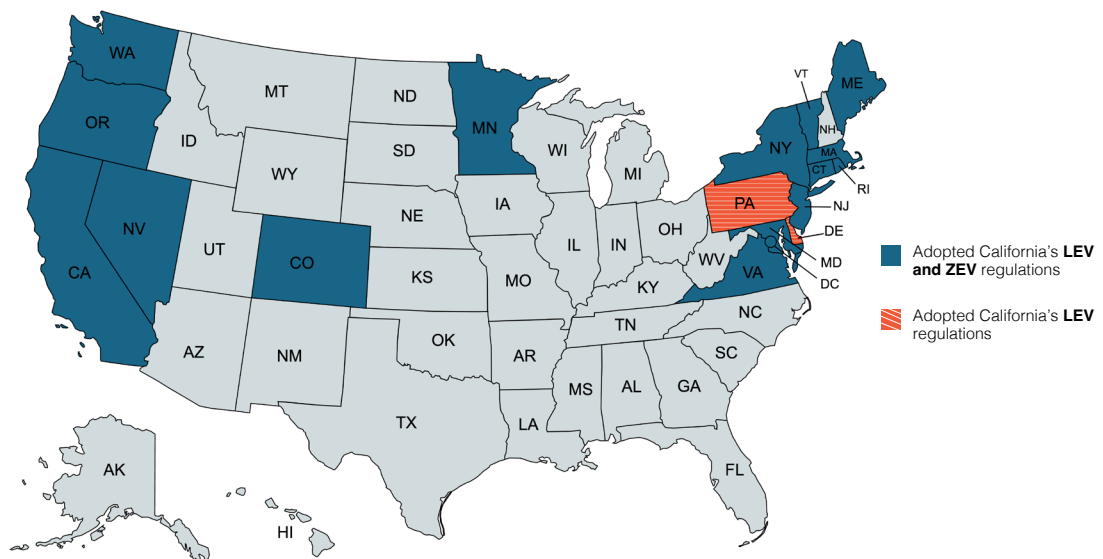 WA
MT
ND
MN
OR
ID
SD
WI
MI
WY
NE
IA
NV
UT
CO
CA
KS
MO
IL
IN
OH
PA
NY
VT
NH
ME
MA
CT
RI
NJ
DE
MD
DC
WV
VA
KY
NC
TN
SC
AZ
NM
OK
AR
MS
AL
GA
TX
LA
FL
AK
HI
Adopted California's LEV
and ZEV regulations
Adopted California's LEV
regulations